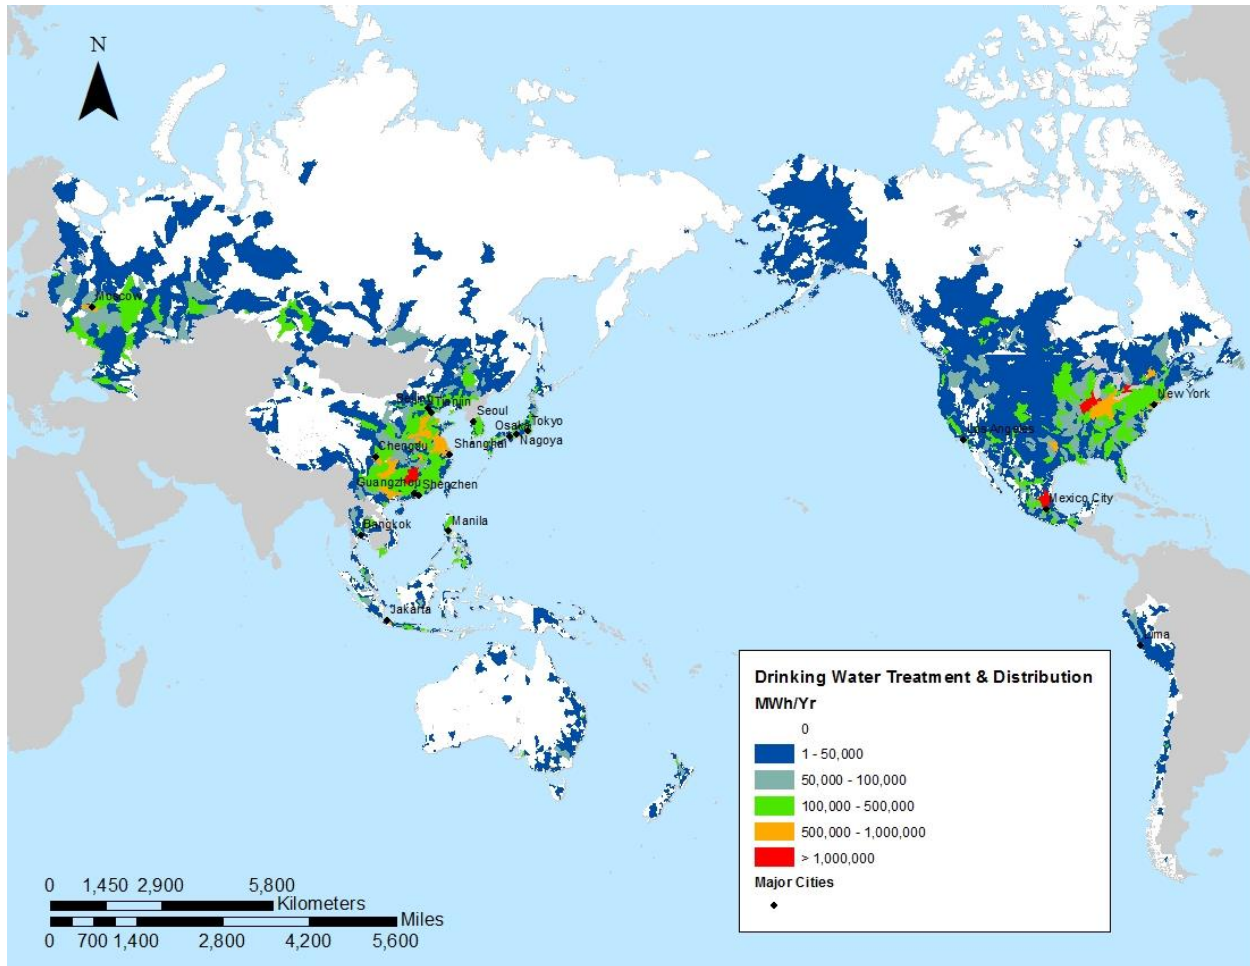 N
Moscow
Tianjin
Seoul
Tokyo
Osaka
Nagoya
Shanghai
Chengdu
Guangzhou
Shenzhen
Bangkok
Manila
Jakarta
New York
Los Angeles
Mexico City
Lima
Drinking Water Treatment & Distribution
MWh/Yr
0
1 - 50,000
50,000 - 100,000
100,000 - 500,000
500,000 - 1,000,000
> 1,000,000
Major Cities
0 1,450 2,900 5,800
Kilometers
Miles
0 700 1,400 2,800 4,200 5,600